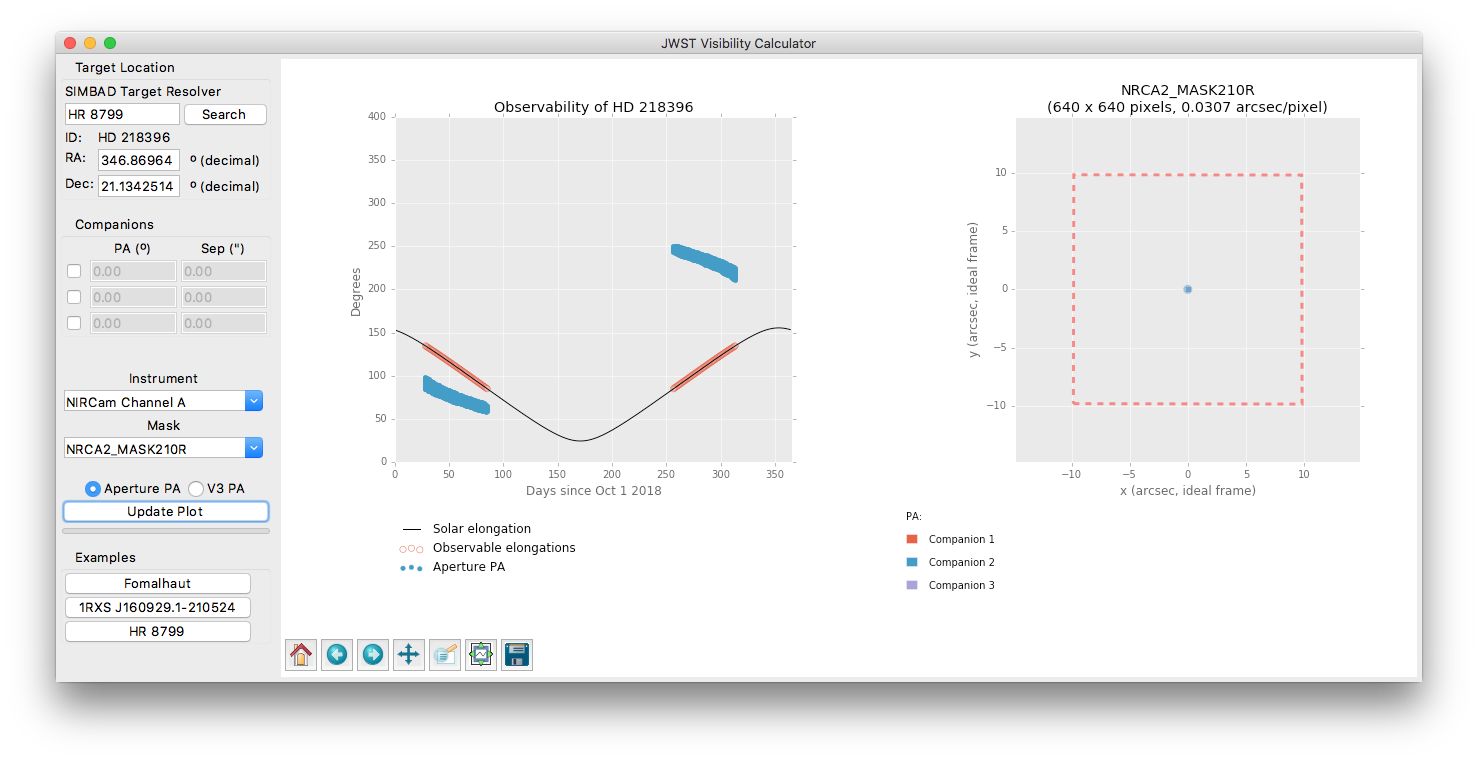 JWST Visibility Calculator
Target Location
SIMBAD Target Resolver
HR 8799 Search
ID: HD 218396
RA: 346.86964 º (decimal)
Dec: 21.1342514 º (decimal)
Companions
PA (º) Sep (")
0.00 0.00
0.00 0.00
0.00 0.00
Instrument
NIRCam Channel A
Mask
NRCA2_MASK210R
Aperture PA V3 PA
Update Plot
Examples
Fomalhaut
1RXS J160929.1-210524
HR 8799
Observability of HD 218396
400
350
300
250
200
150
100
50
0
Degrees
0 50 100 150 200 250 300 350
Days since Oct 1 2018
Solar elongation
Observable elongations
Aperture PA
NRCA2_MASK210R
(640 x 640 pixels, 0.0307 arcsec/pixel)
10
5
0
−5
−10
y (arcsec, ideal frame)
−10 −5 0 5 10
x (arcsec, ideal frame)
PA:
Companion 1
Companion 2
Companion 3